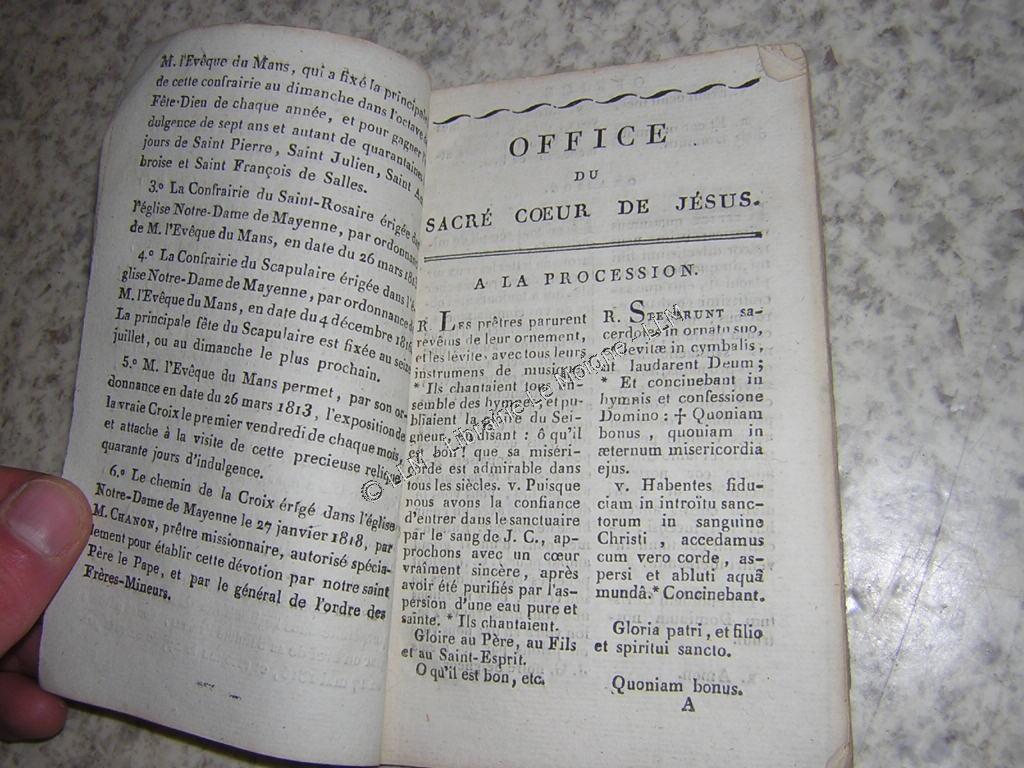 M. l'Evêque du Mans, qui a fixé la principale
de cette confrairie au dimanche dans l'octave
Fête-Dieu de chaque année, et pour gagner
dulgence de sept ans et autant de quarantaines,
jours de Saint Pierre, Saint Julien, Saint
broise et Saint François de Salles.
3.º La Confrairie du Saint-Rosaire érigée
l'église Notre-Dame de Mayenne, par ordonnance
de M. l'Evêque du Mans, en date du 26 mars
4.º La Confrairie du Scapulaire érigée dans l'é-
glise Notre-Dame de Mayenne, par ordonnance de
M. l'Evêque du Mans, en date du 4 décembre
La principale fête du Scapulaire est fixée au
juillet, ou au dimanche le plus prochain.
5.º M. l'Evêque du Mans permet, par son or-
donnance en date du 26 mars 1813, l'exposition de
la vraie Croix le premier vendredi de chaque mois,
et attache à la visite de cette precieuse relique
quarante jours d'indulgence.
6.º Le chemin de la Croix érigé dans l'église
Notre-Dame de Mayenne le 27 janvier 1818, par
M. CHANON, prêtre missionnaire, autorisé spécia-
lement pour établir cette dévotion par notre saint
Père le Pape, et par le général de l'ordre des
Frères-Mineurs.
OFFICE
DU
SACRÉ COEUR DE JÉSUS.
A LA PROCESSION.
R. LES prêtres parurent
revêtus de leur ornement,
et les lévites avec tous leurs
instrumens de musique.
* Ils chantaient tous
semble des hymnes, et pu-
bliaient la gloire du Sei-
gneur, disant : ô qu'il
est bon! que sa miséri-
corde est admirable dans
tous les siècles. v. Puisque
nous avons la confiance
d'entrer dans le sanctuaire
par le sang de J. C., ap-
prochons avec un cœur
vraîment sincère, après
avoir été purifiés par l'as-
persion d'une eau pure et
sainte. * Ils chantaient.
Gloire au Père, au Fils
et au Saint-Esprit.
O qu'il est bon, etc.
R. STETERUNT sa-
cerdotes in ornatu suo,
et levitæ in cymbalis,
ut laudarent Deum ;
* Et concinebant in
hymnis et confessione
Domino : † Quoniam
bonus, quoniam in
æternum misericordia
ejus.
v. Habentes fidu-
ciam in introïtu sanc-
torum in sanguine
Christi, accedamus
cum vero corde, as-
persi et abluti aquâ
mundâ.* Concinebant.
Gloria patri, et filio
et spiritui sancto.
Quoniam bonus.
A
© LLM - Librairie Le Moigne - LLM